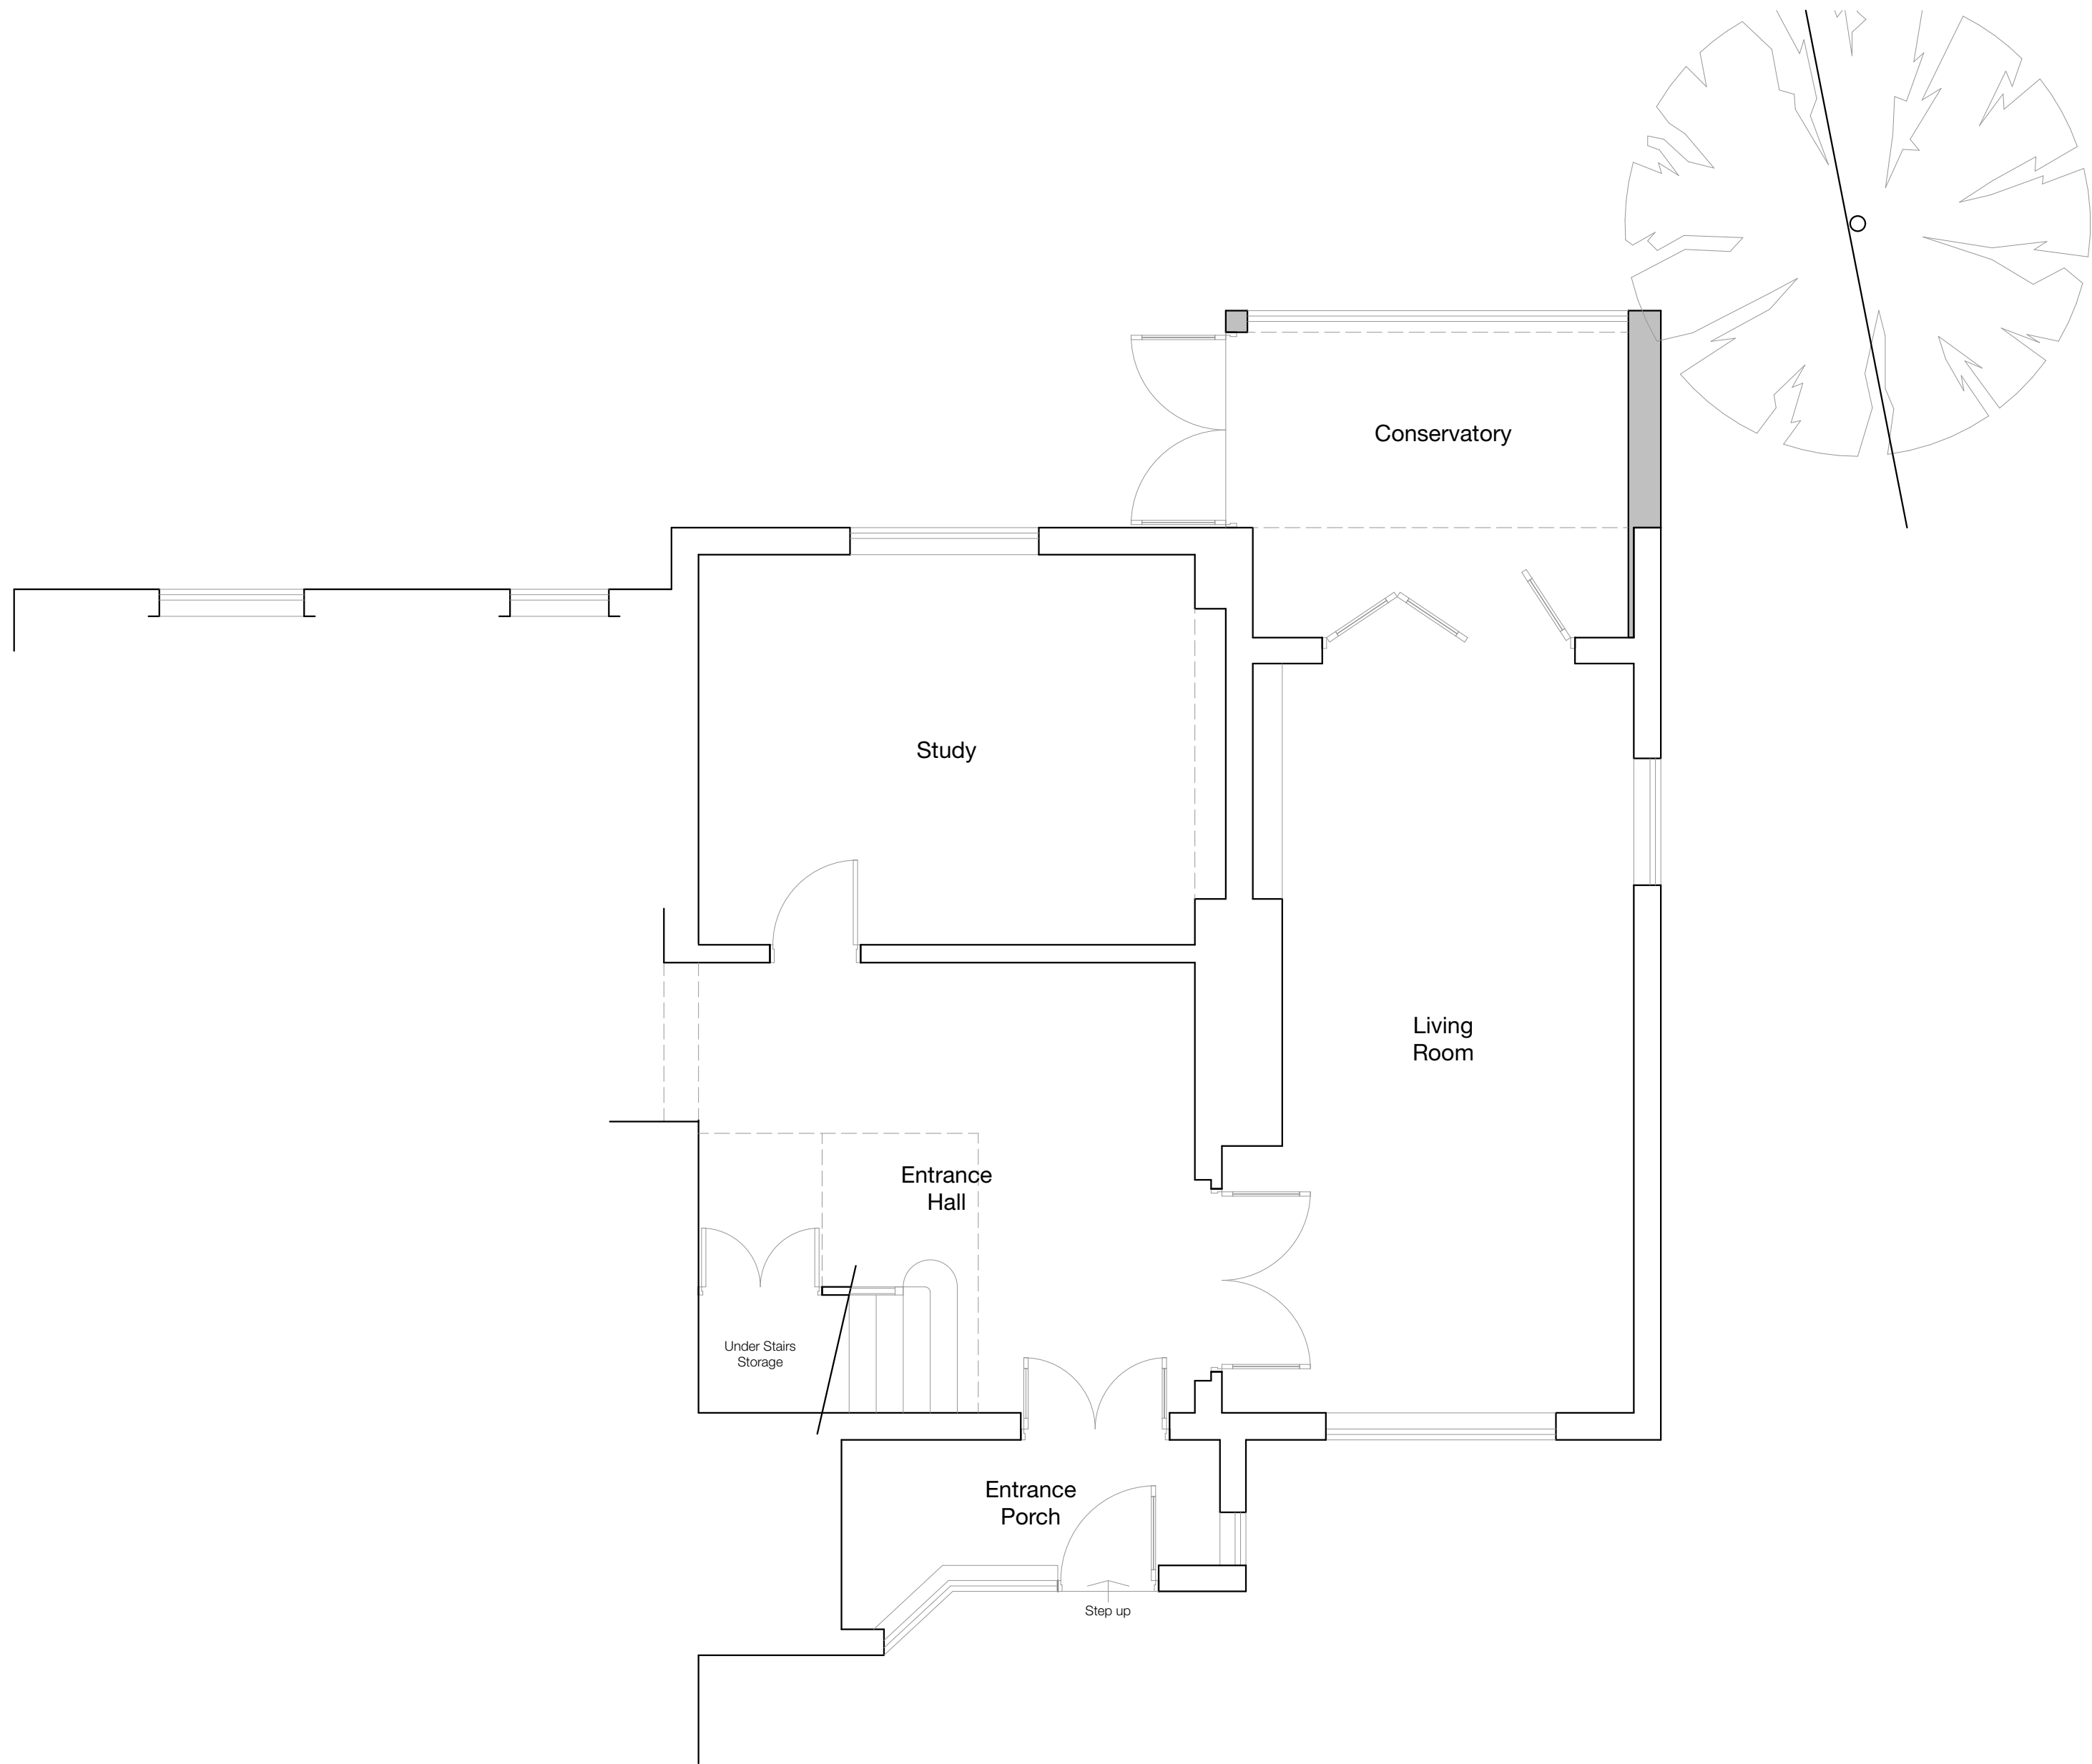 Conservatory
Study
Living
Room
Entrance
Hall
Under Stairs
Storage
Entrance
Porch
Step up